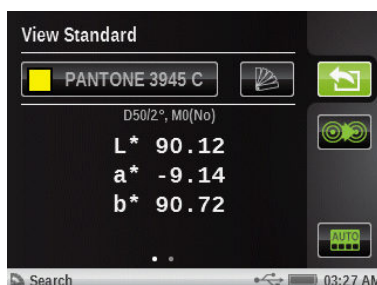 View Standard
PANTONE 3945 C
D50/2°, M0(No)
L* 90.12
a* -9.14
b* 90.72
AUTO
Search
03:27 AM